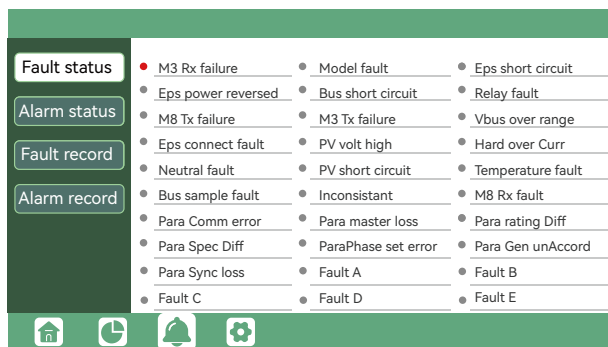 Fault status
Alarm status
Fault record
Alarm record
M3 Rx failure Model fault Eps short circuit
Eps power reversed Bus short circuit Relay fault
M8 Tx failure M3 Tx failure Vbus over range
Eps connect fault PV volt high Hard over Curr
Neutral fault PV short circuit Temperature fault
Bus sample fault Inconsistant M8 Rx fault
Para Comm error Para master loss Para rating Diff
Para Spec Diff ParaPhase set error Para Gen unAccord
Para Sync loss Fault A Fault B
Fault C Fault D Fault E